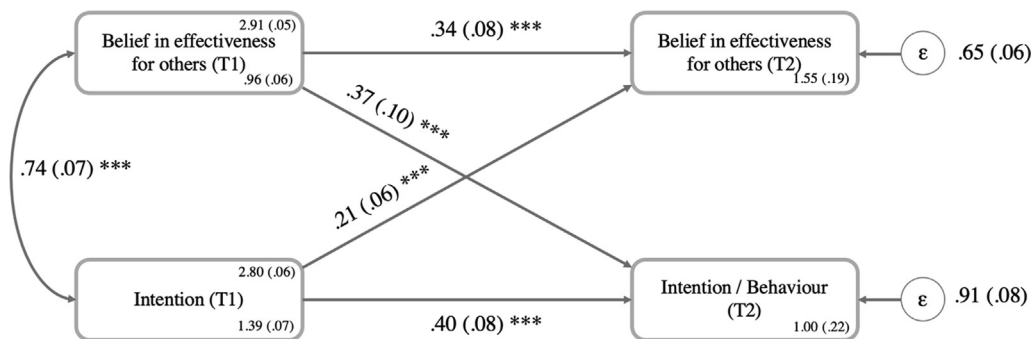 2.91 (.05)
Belief in effectiveness
for others (T1)
.96 (.06)
.34 (.08) ***
Belief in effectiveness
for others (T2)
1.55 (.19)
ε
.65 (.06)
.37 (.10) ***
.74 (.07) ***
.21 (.06) ***
2.80 (.06)
Intention (T1)
1.39 (.07)
.40 (.08) ***
Intention / Behaviour
(T2)
1.00 (.22)
ε
.91 (.08)